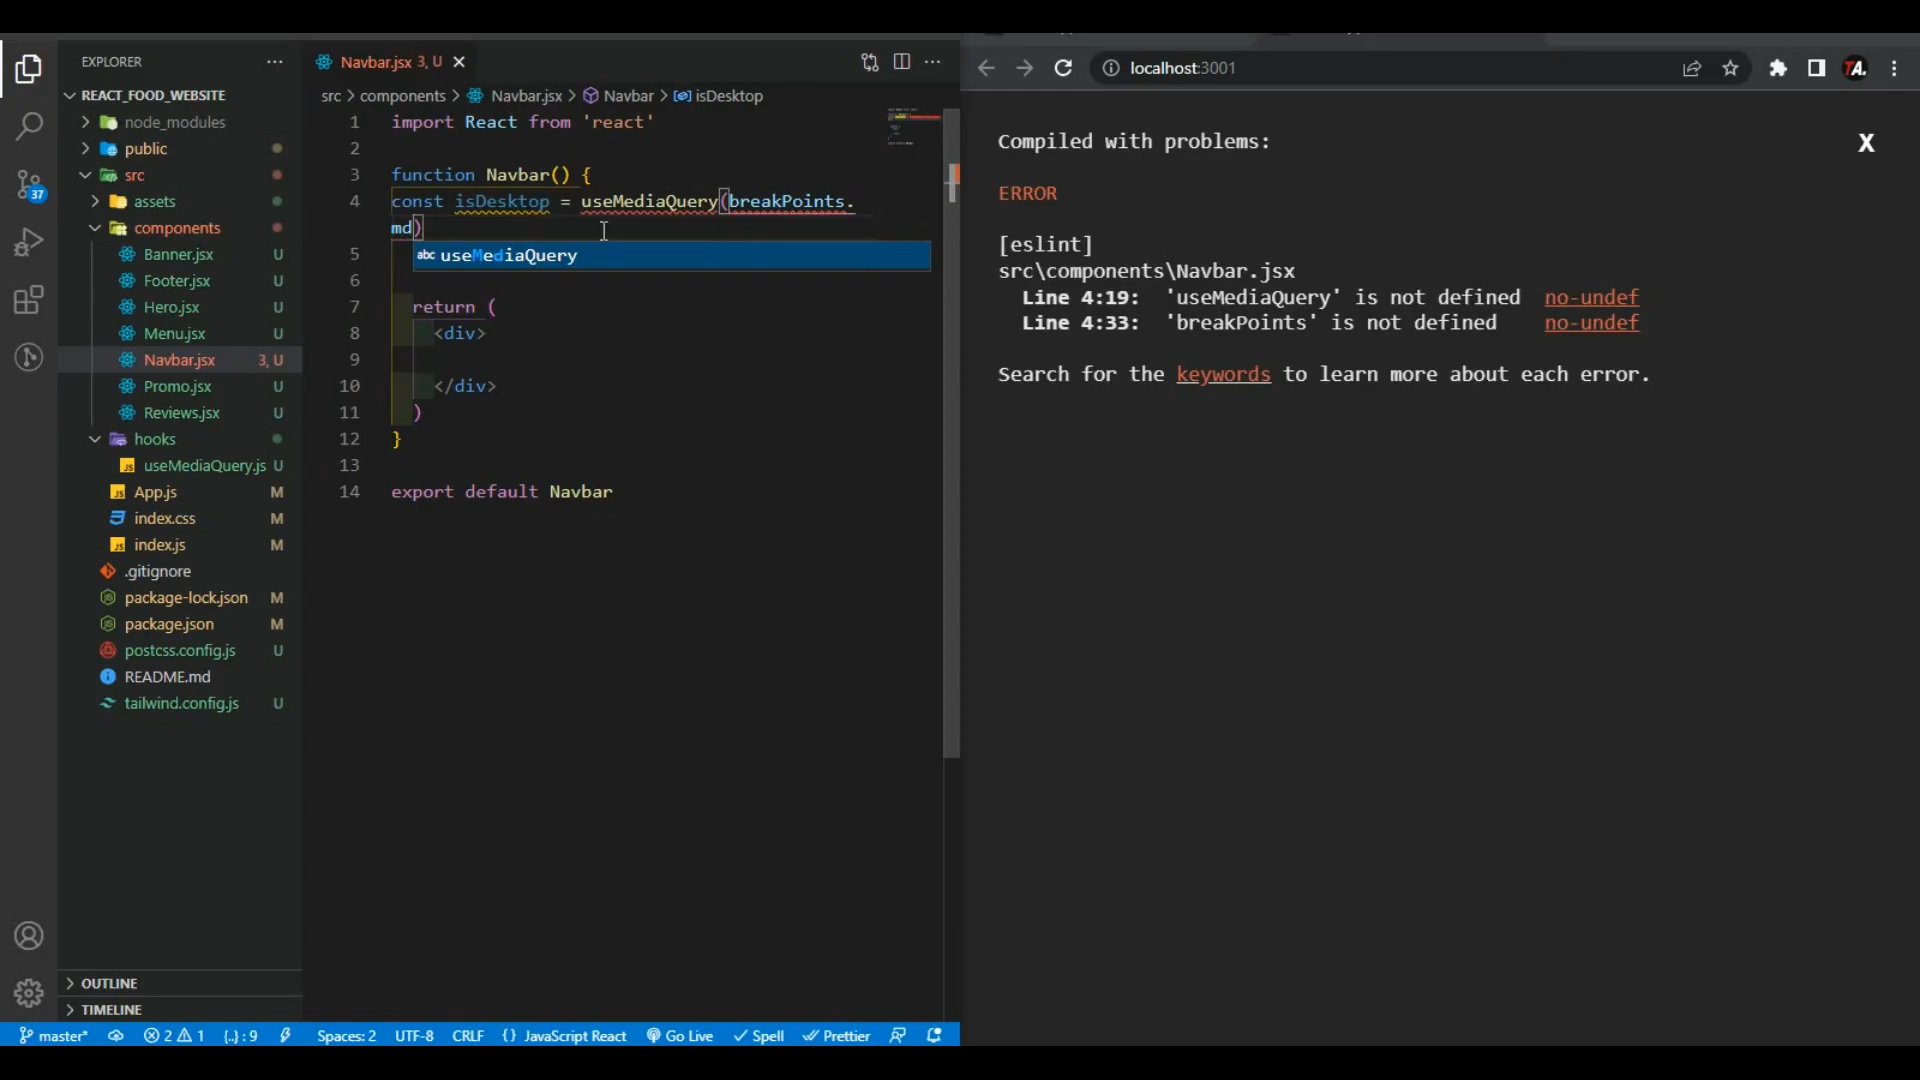 EXPLORER
REACT_FOOD_WEBSITE
node_modules
public
src
assets
components
Banner.jsx U
Footer.jsx U
Hero.jsx U
Menu.jsx U
Navbar.jsx 3, U
Promo.jsx U
Reviews.jsx U
hooks
useMediaQuery.js U
App.js M
index.css M
index.js M
.gitignore
package-lock.json M
package.json M
postcss.config.js U
README.md
tailwind.config.js U
OUTLINE
TIMELINE
37
Navbar.jsx 3, U
src > components > Navbar.jsx > Navbar > isDesktop
1 import React from 'react'
2
3 function Navbar() {
4 const isDesktop = useMediaQuery(breakPoints.
md)
abc useMediaQuery
5
6
7 return (
8 <div>
9
10 </div>
11 )
12 }
13
14 export default Navbar
master* 2 1 {..} : 9 Spaces: 2 UTF-8 CRLF {} JavaScript React Go Live Spell Prettier
localhost:3001
TA.
Compiled with problems:
X
ERROR
[eslint]
src\components\Navbar.jsx
Line 4:19: 'useMediaQuery' is not defined no-undef
Line 4:33: 'breakPoints' is not defined no-undef
Search for the keywords to learn more about each error.